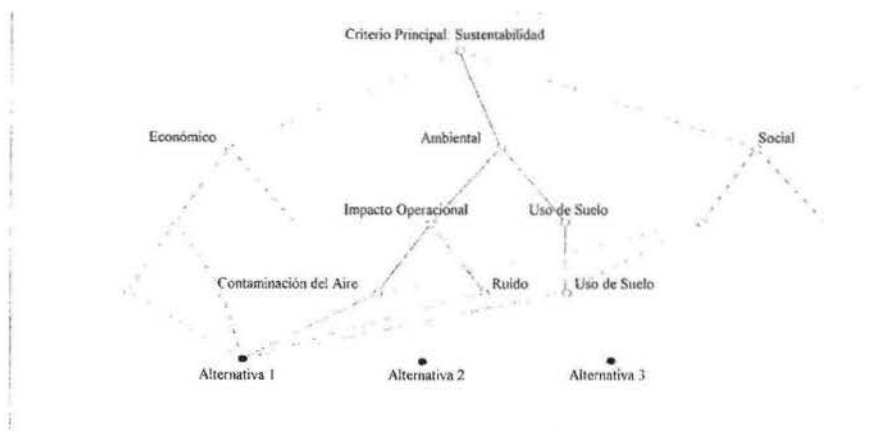 Criterio Principal: Sustentabilidad
Económico
Ambiental
Social
Impacto Operacional
Uso de Suelo
Contaminación del Aire
Ruido
Uso de Suelo
Alternativa 1
Alternativa 2
Alternativa 3